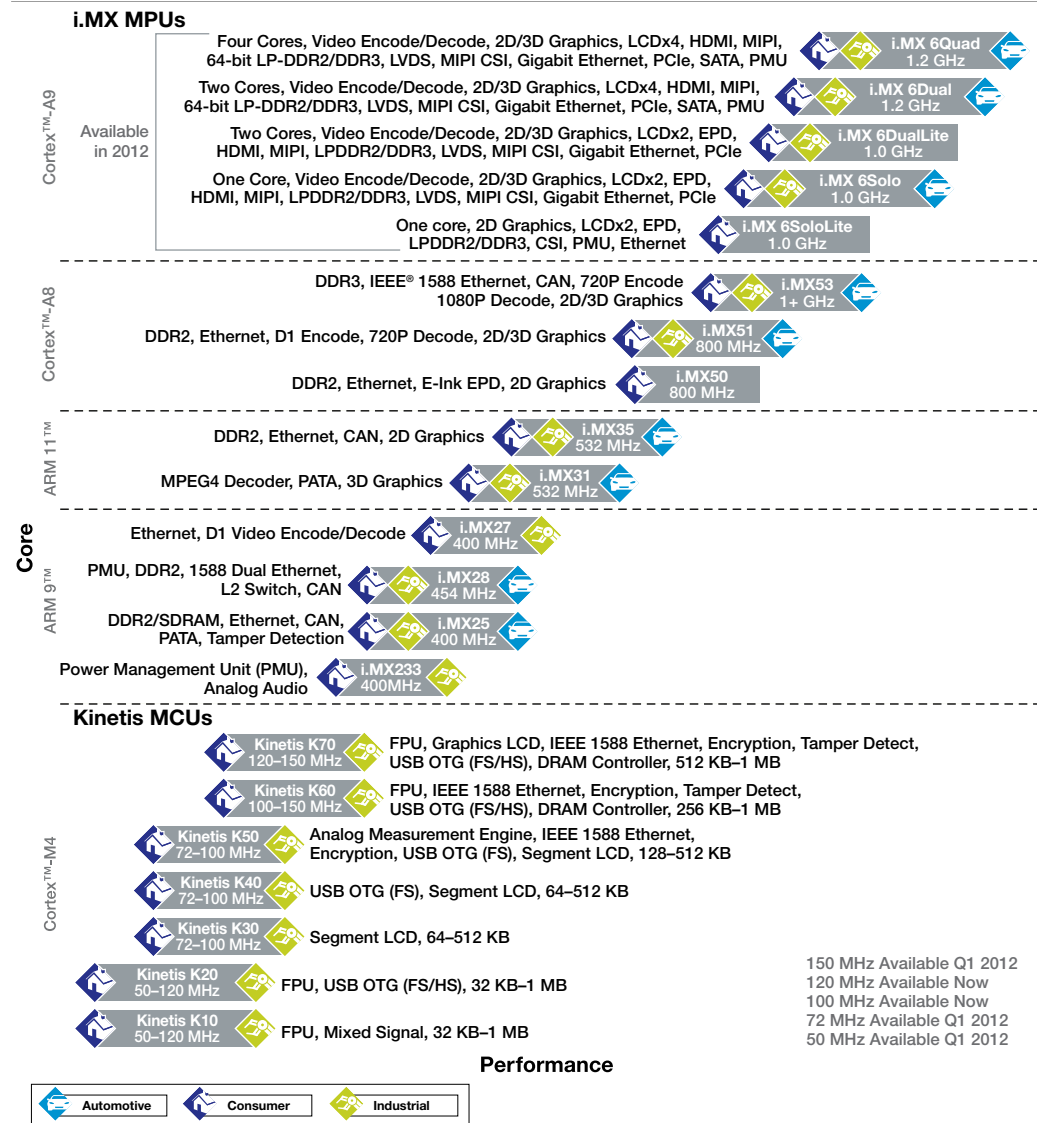 i.MX MPUs
Four Cores, Video Encode/Decode, 2D/3D Graphics, LCDx4, HDMI, MIPI,
64-bit LP-DDR2/DDR3, LVDS, MIPI CSI, Gigabit Ethernet, PCIe, SATA, PMU
i.MX 6Quad
1.2 GHz
Two Cores, Video Encode/Decode, 2D/3D Graphics, LCDx4, HDMI, MIPI,
64-bit LP-DDR2/DDR3, LVDS, MIPI CSI, Gigabit Ethernet, PCIe, SATA, PMU
i.MX 6Dual
1.2 GHz
Cortex™-A9
Available
in 2012
Two Cores, Video Encode/Decode, 2D/3D Graphics, LCDx2, EPD,
HDMI, MIPI, LPDDR2/DDR3, LVDS, MIPI CSI, Gigabit Ethernet, PCIe
i.MX 6DualLite
1.0 GHz
One Core, Video Encode/Decode, 2D/3D Graphics, LCDx2, EPD,
HDMI, MIPI, LPDDR2/DDR3, LVDS, MIPI CSI, Gigabit Ethernet, PCIe
i.MX 6Solo
1.0 GHz
One core, 2D Graphics, LCDx2, EPD,
LPDDR2/DDR3, CSI, PMU, Ethernet
i.MX 6SoloLite
1.0 GHz
Cortex™-A8
DDR3, IEEE® 1588 Ethernet, CAN, 720P Encode
1080P Decode, 2D/3D Graphics
i.MX53
1+ GHz
DDR2, Ethernet, D1 Encode, 720P Decode, 2D/3D Graphics
i.MX51
800 MHz
DDR2, Ethernet, E-Ink EPD, 2D Graphics
i.MX50
800 MHz
ARM 11™
DDR2, Ethernet, CAN, 2D Graphics
i.MX35
532 MHz
MPEG4 Decoder, PATA, 3D Graphics
i.MX31
532 MHz
Core
ARM 9™
Ethernet, D1 Video Encode/Decode
i.MX27
400 MHz
PMU, DDR2, 1588 Dual Ethernet,
L2 Switch, CAN
i.MX28
454 MHz
DDR2/SDRAM, Ethernet, CAN,
PATA, Tamper Detection
i.MX25
400 MHz
Power Management Unit (PMU),
Analog Audio
i.MX233
400MHz
Kinetis MCUs
Cortex™-M4
Kinetis K70
120–150 MHz
FPU, Graphics LCD, IEEE 1588 Ethernet, Encryption, Tamper Detect,
USB OTG (FS/HS), DRAM Controller, 512 KB–1 MB
Kinetis K60
100–150 MHz
FPU, IEEE 1588 Ethernet, Encryption, Tamper Detect,
USB OTG (FS/HS), DRAM Controller, 256 KB–1 MB
Kinetis K50
72–100 MHz
Analog Measurement Engine, IEEE 1588 Ethernet,
Encryption, USB OTG (FS), Segment LCD, 128–512 KB
Kinetis K40
72–100 MHz
USB OTG (FS), Segment LCD, 64–512 KB
Kinetis K30
72–100 MHz
Segment LCD, 64–512 KB
Kinetis K20
50–120 MHz
FPU, USB OTG (FS/HS), 32 KB–1 MB
Kinetis K10
50–120 MHz
FPU, Mixed Signal, 32 KB–1 MB
150 MHz Available Q1 2012
120 MHz Available Now
100 MHz Available Now
72 MHz Available Q1 2012
50 MHz Available Q1 2012
Performance
Automotive
Consumer
Industrial